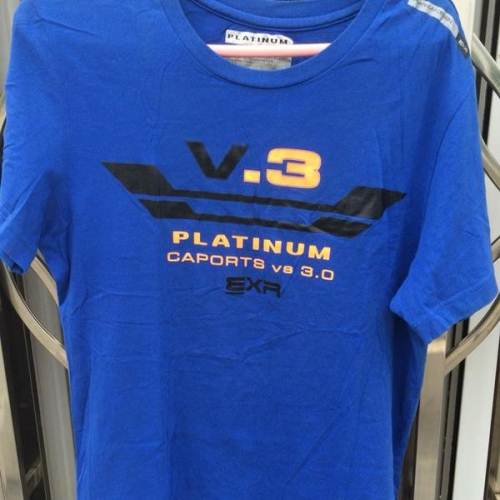 PLATINUM
V.3
PLATINUM
CAPORTS vs 3.0
EXR